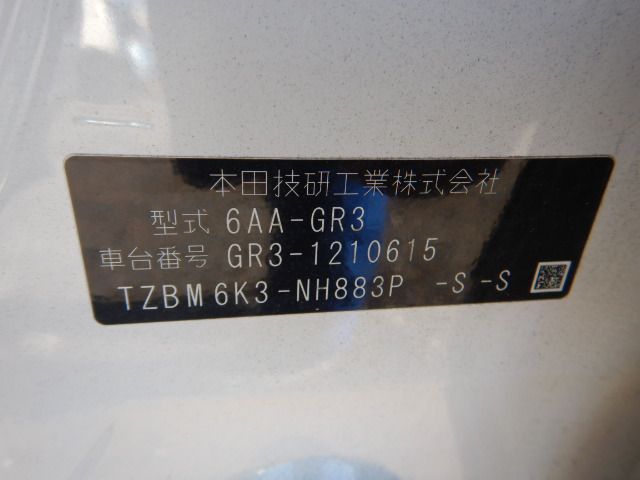 本田技研工業株式会社
型式 6AA-GR3
車台番号 GR3-1210615
TZBM6K3-NH883P -S -S